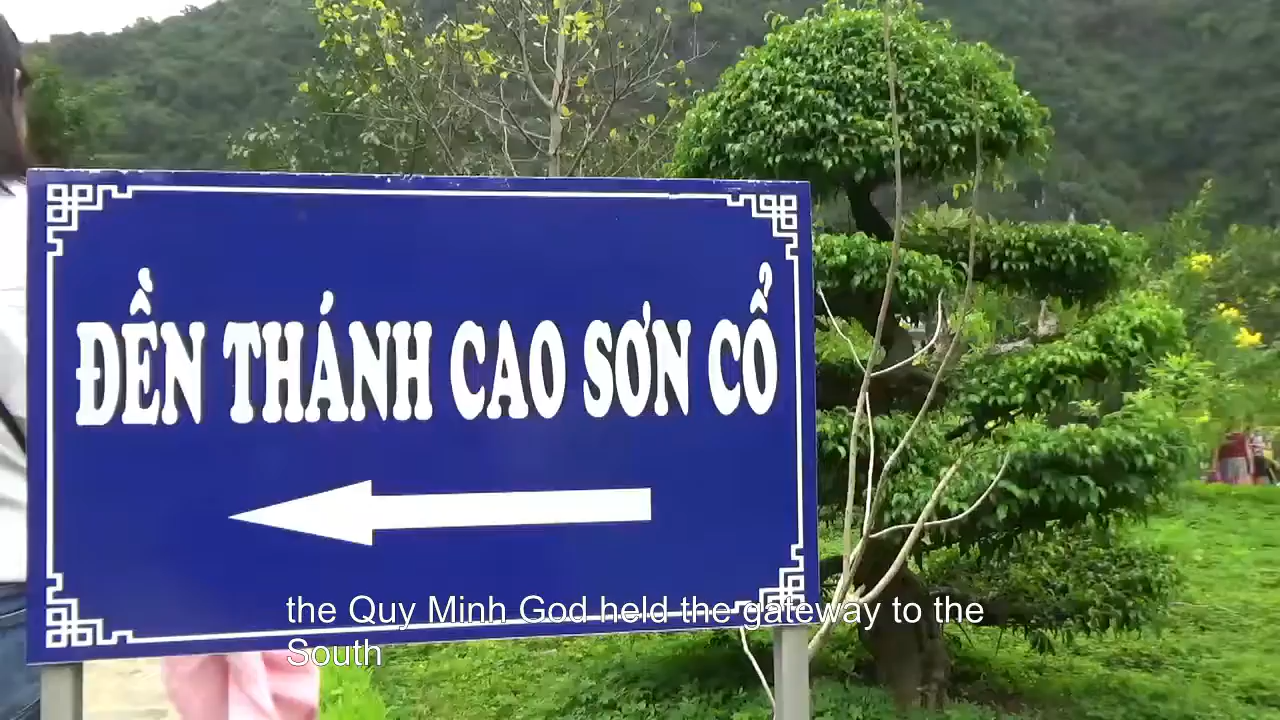 ĐỀN THÁNH CAO SƠN CỔ
the Quy Minh God held the gateway to the
South